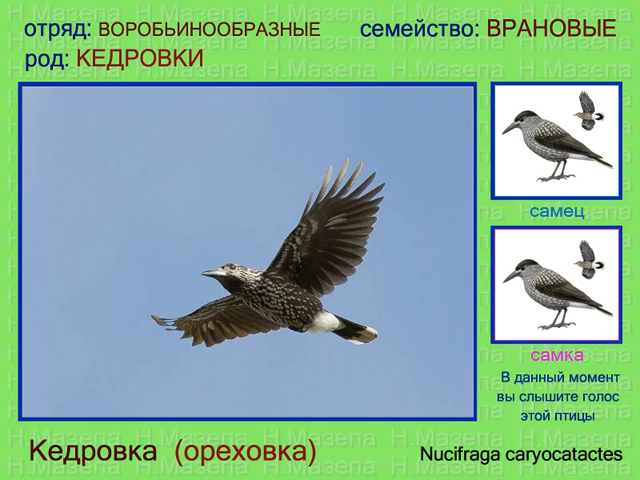 отряд: ВОРОБЬИНООБРАЗНЫЕ семейство: ВРАНОВЫЕ
род: КЕДРОВКИ
самец
самка
В данный момент
вы слышите голос
этой птицы
Кедровка (ореховка) Nucifraga caryocatactes
Н.Мазепа